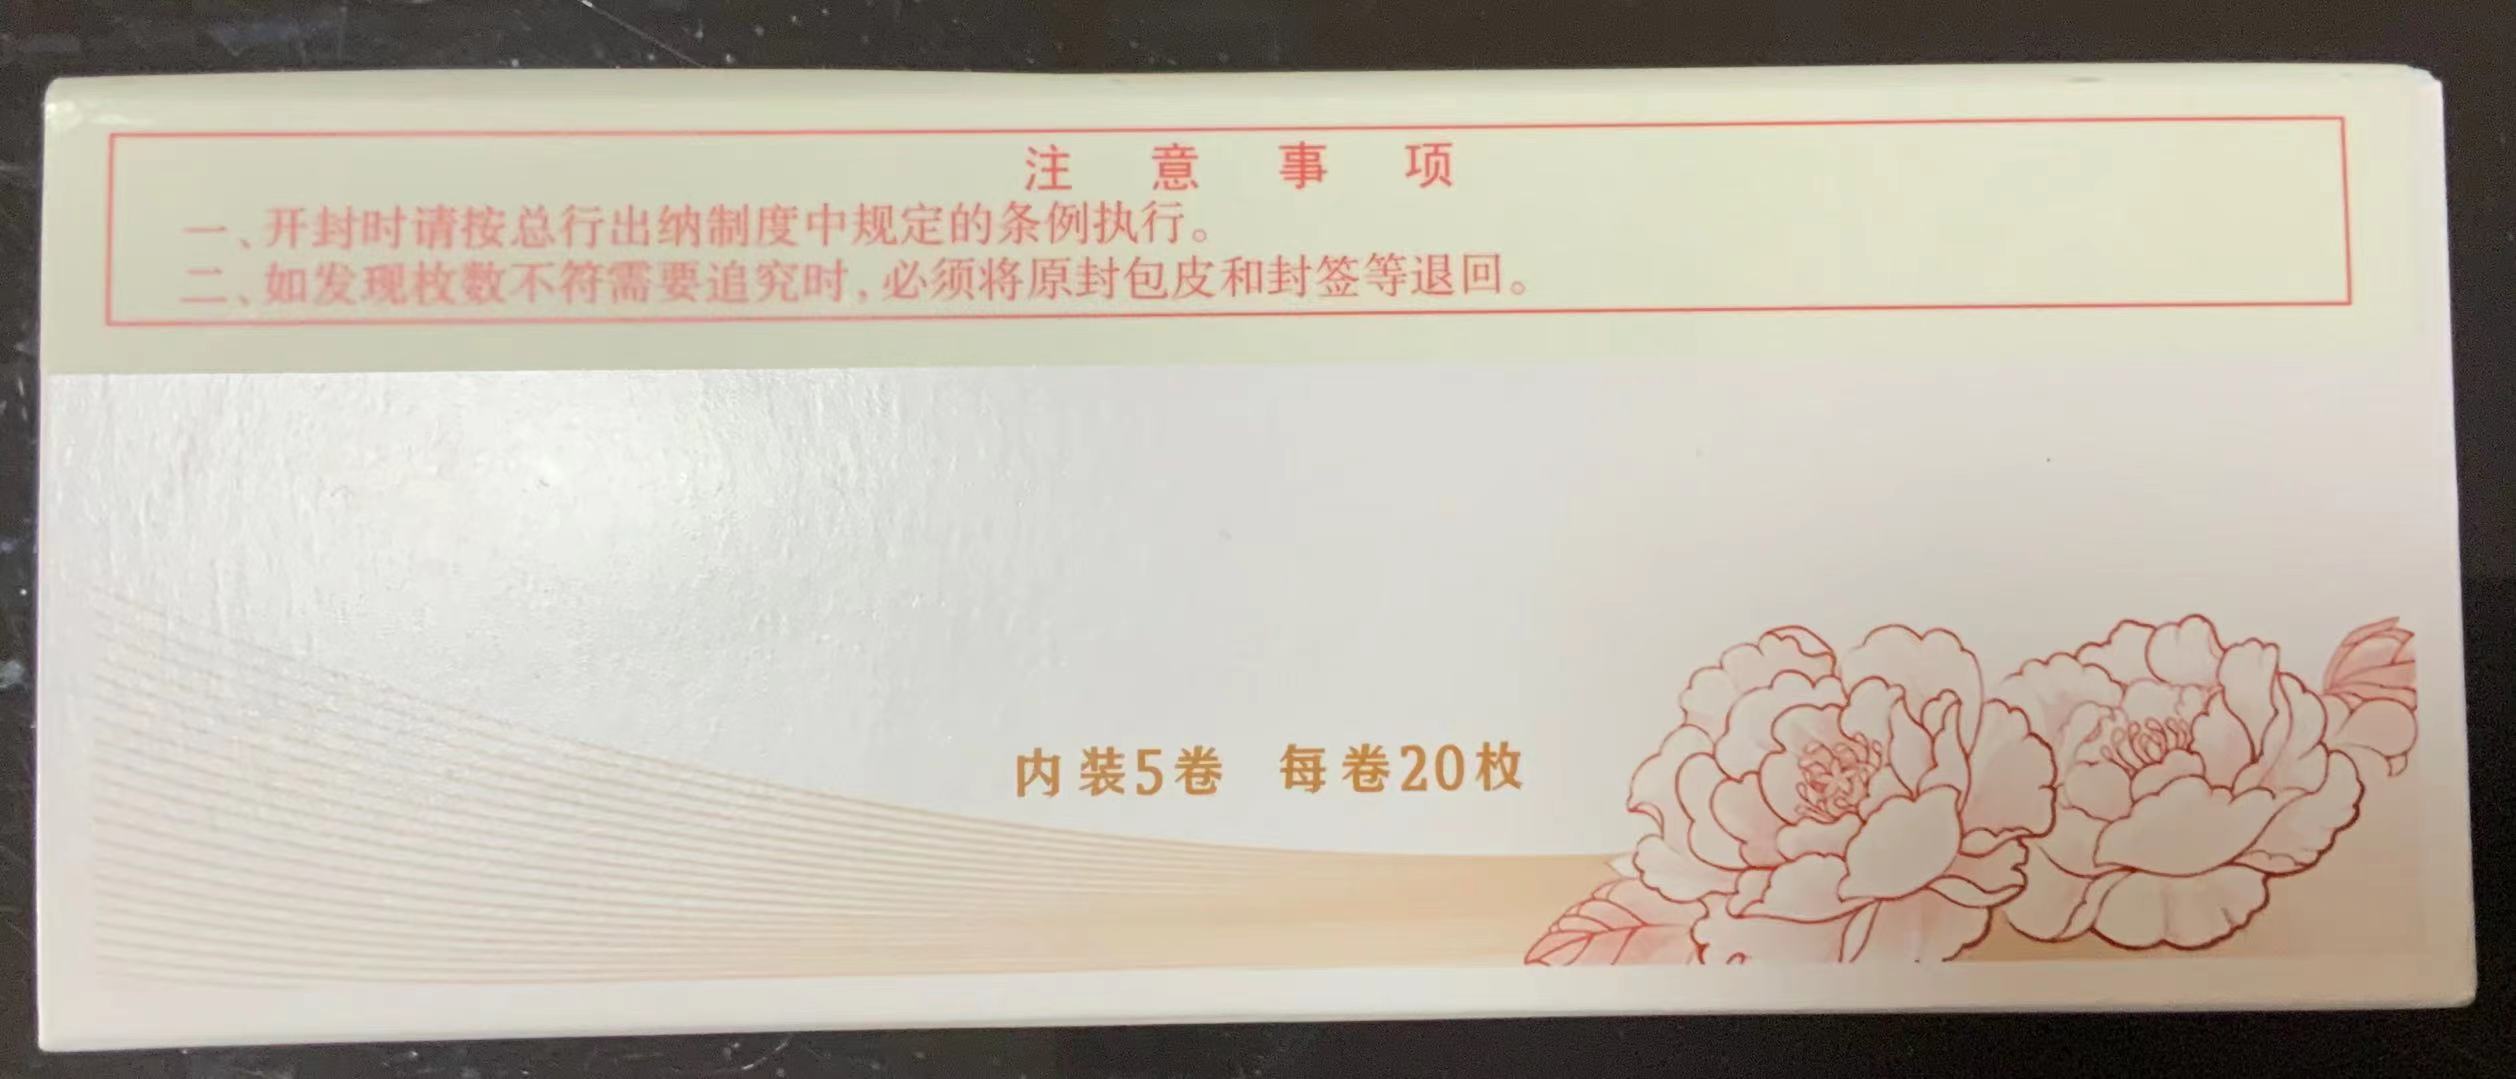 注意事项
一、开封时请按总行出纳制度中规定的条例执行。
二、如发现枚数不符需要追究时,必须将原封包皮和封签等退回。
内装5卷 每卷20枚